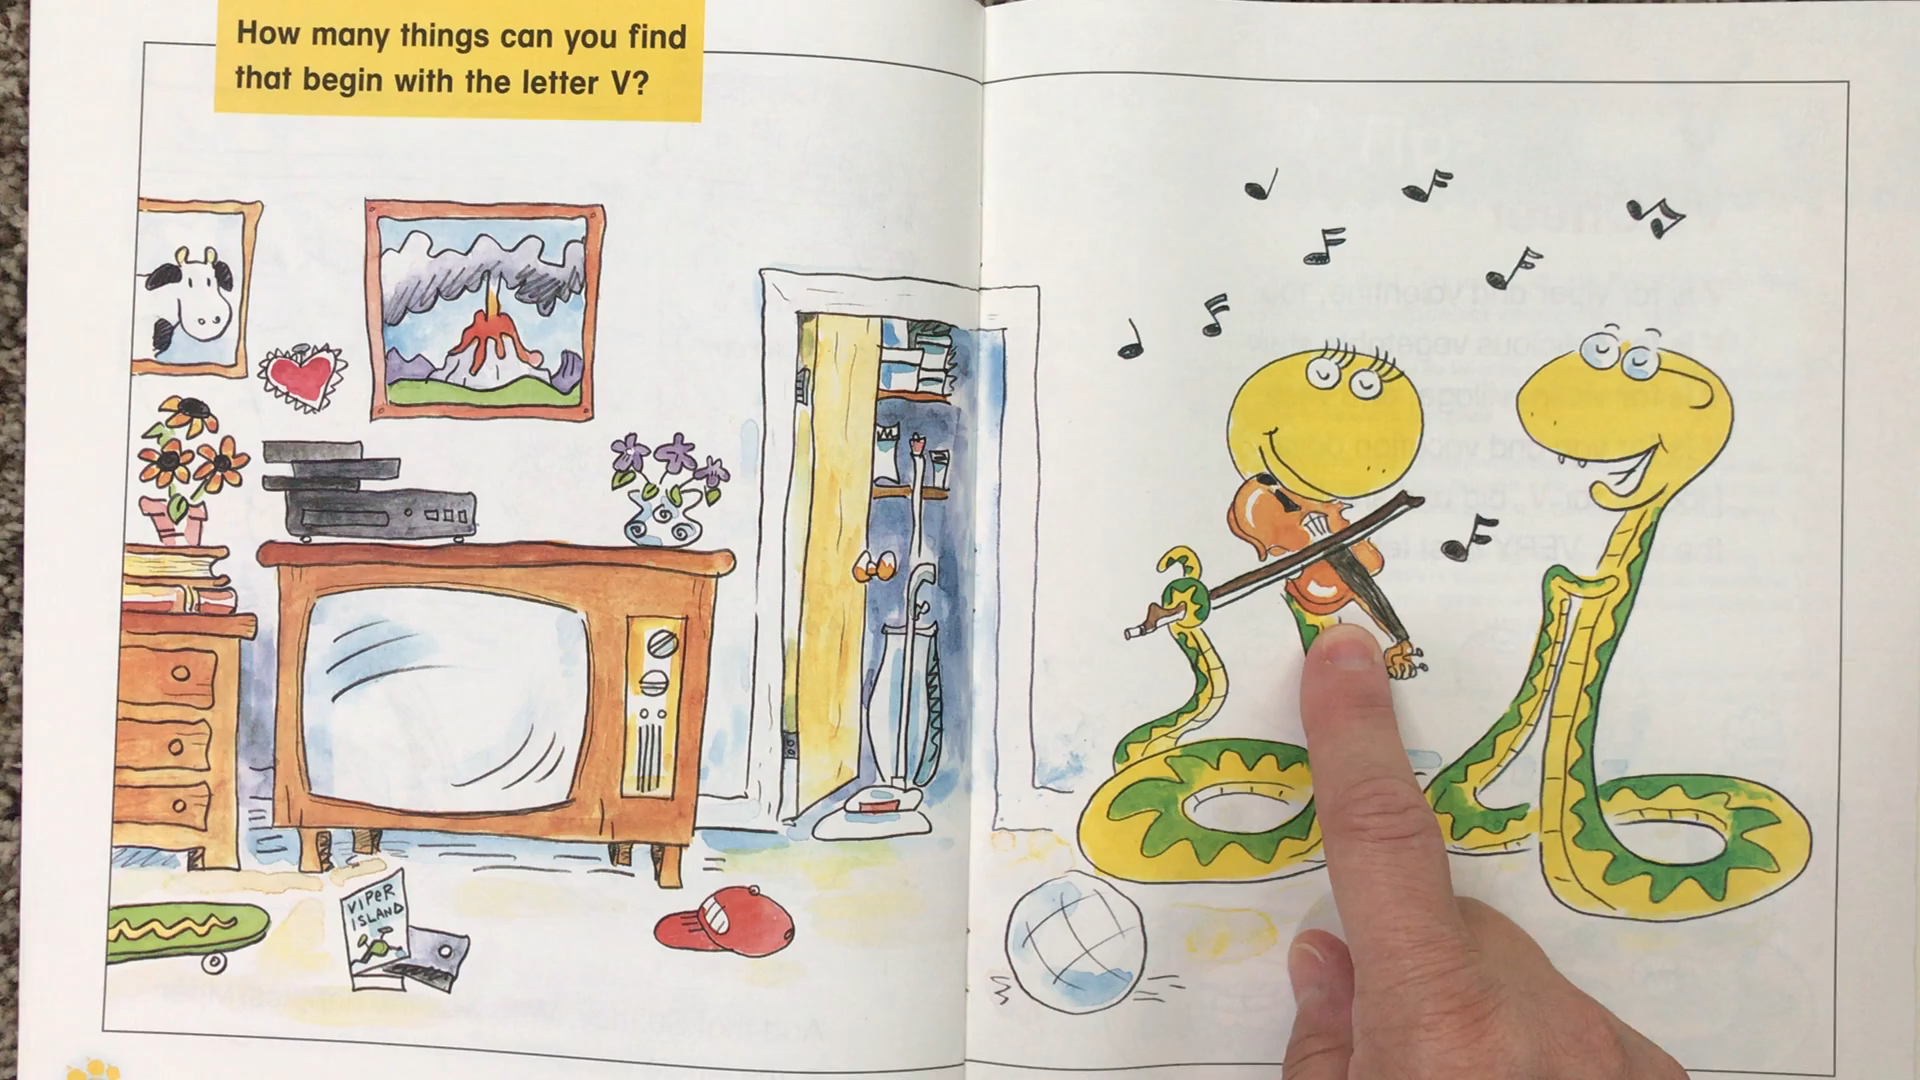 How many things can you find
that begin with the letter V?
VIPER
ISLAND